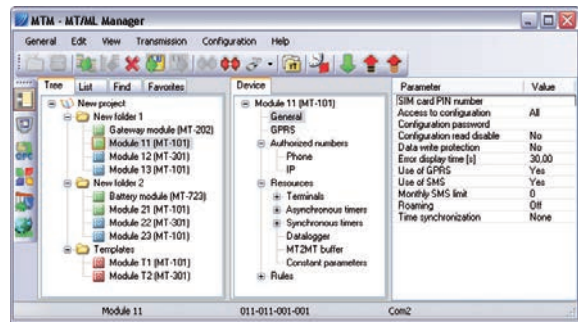 MTM - MT/ML Manager
General Edit View Transmission Configuration Help
Tree List Find Favorites
New project
New folder 1
Gateway module (MT-202)
Module 11 (MT-101)
Module 12 (MT-301)
Module 13 (MT-101)
New folder 2
Battery module (MT-723)
Module 21 (MT-101)
Module 22 (MT-301)
Module 23 (MT-101)
Templates
Module T1 (MT-101)
Module T2 (MT-301)
Device
Module 11 (MT-101)
General
GPRS
Authorized numbers
Phone
IP
Resources
Terminals
Asynchronous timers
Synchronous timers
Datalogger
MT2MT buffer
Constant parameters
Rules
Parameter Value
SIM card PIN number
Access to configuration All
Configuration password
Configuration read disable No
Data write protection No
Error display time [s] 30,00
Use of GPRS Yes
Use of SMS Yes
Monthly SMS limit 0
Roaming Off
Time synchronization None
Module 11 011-011-001-001 Com2